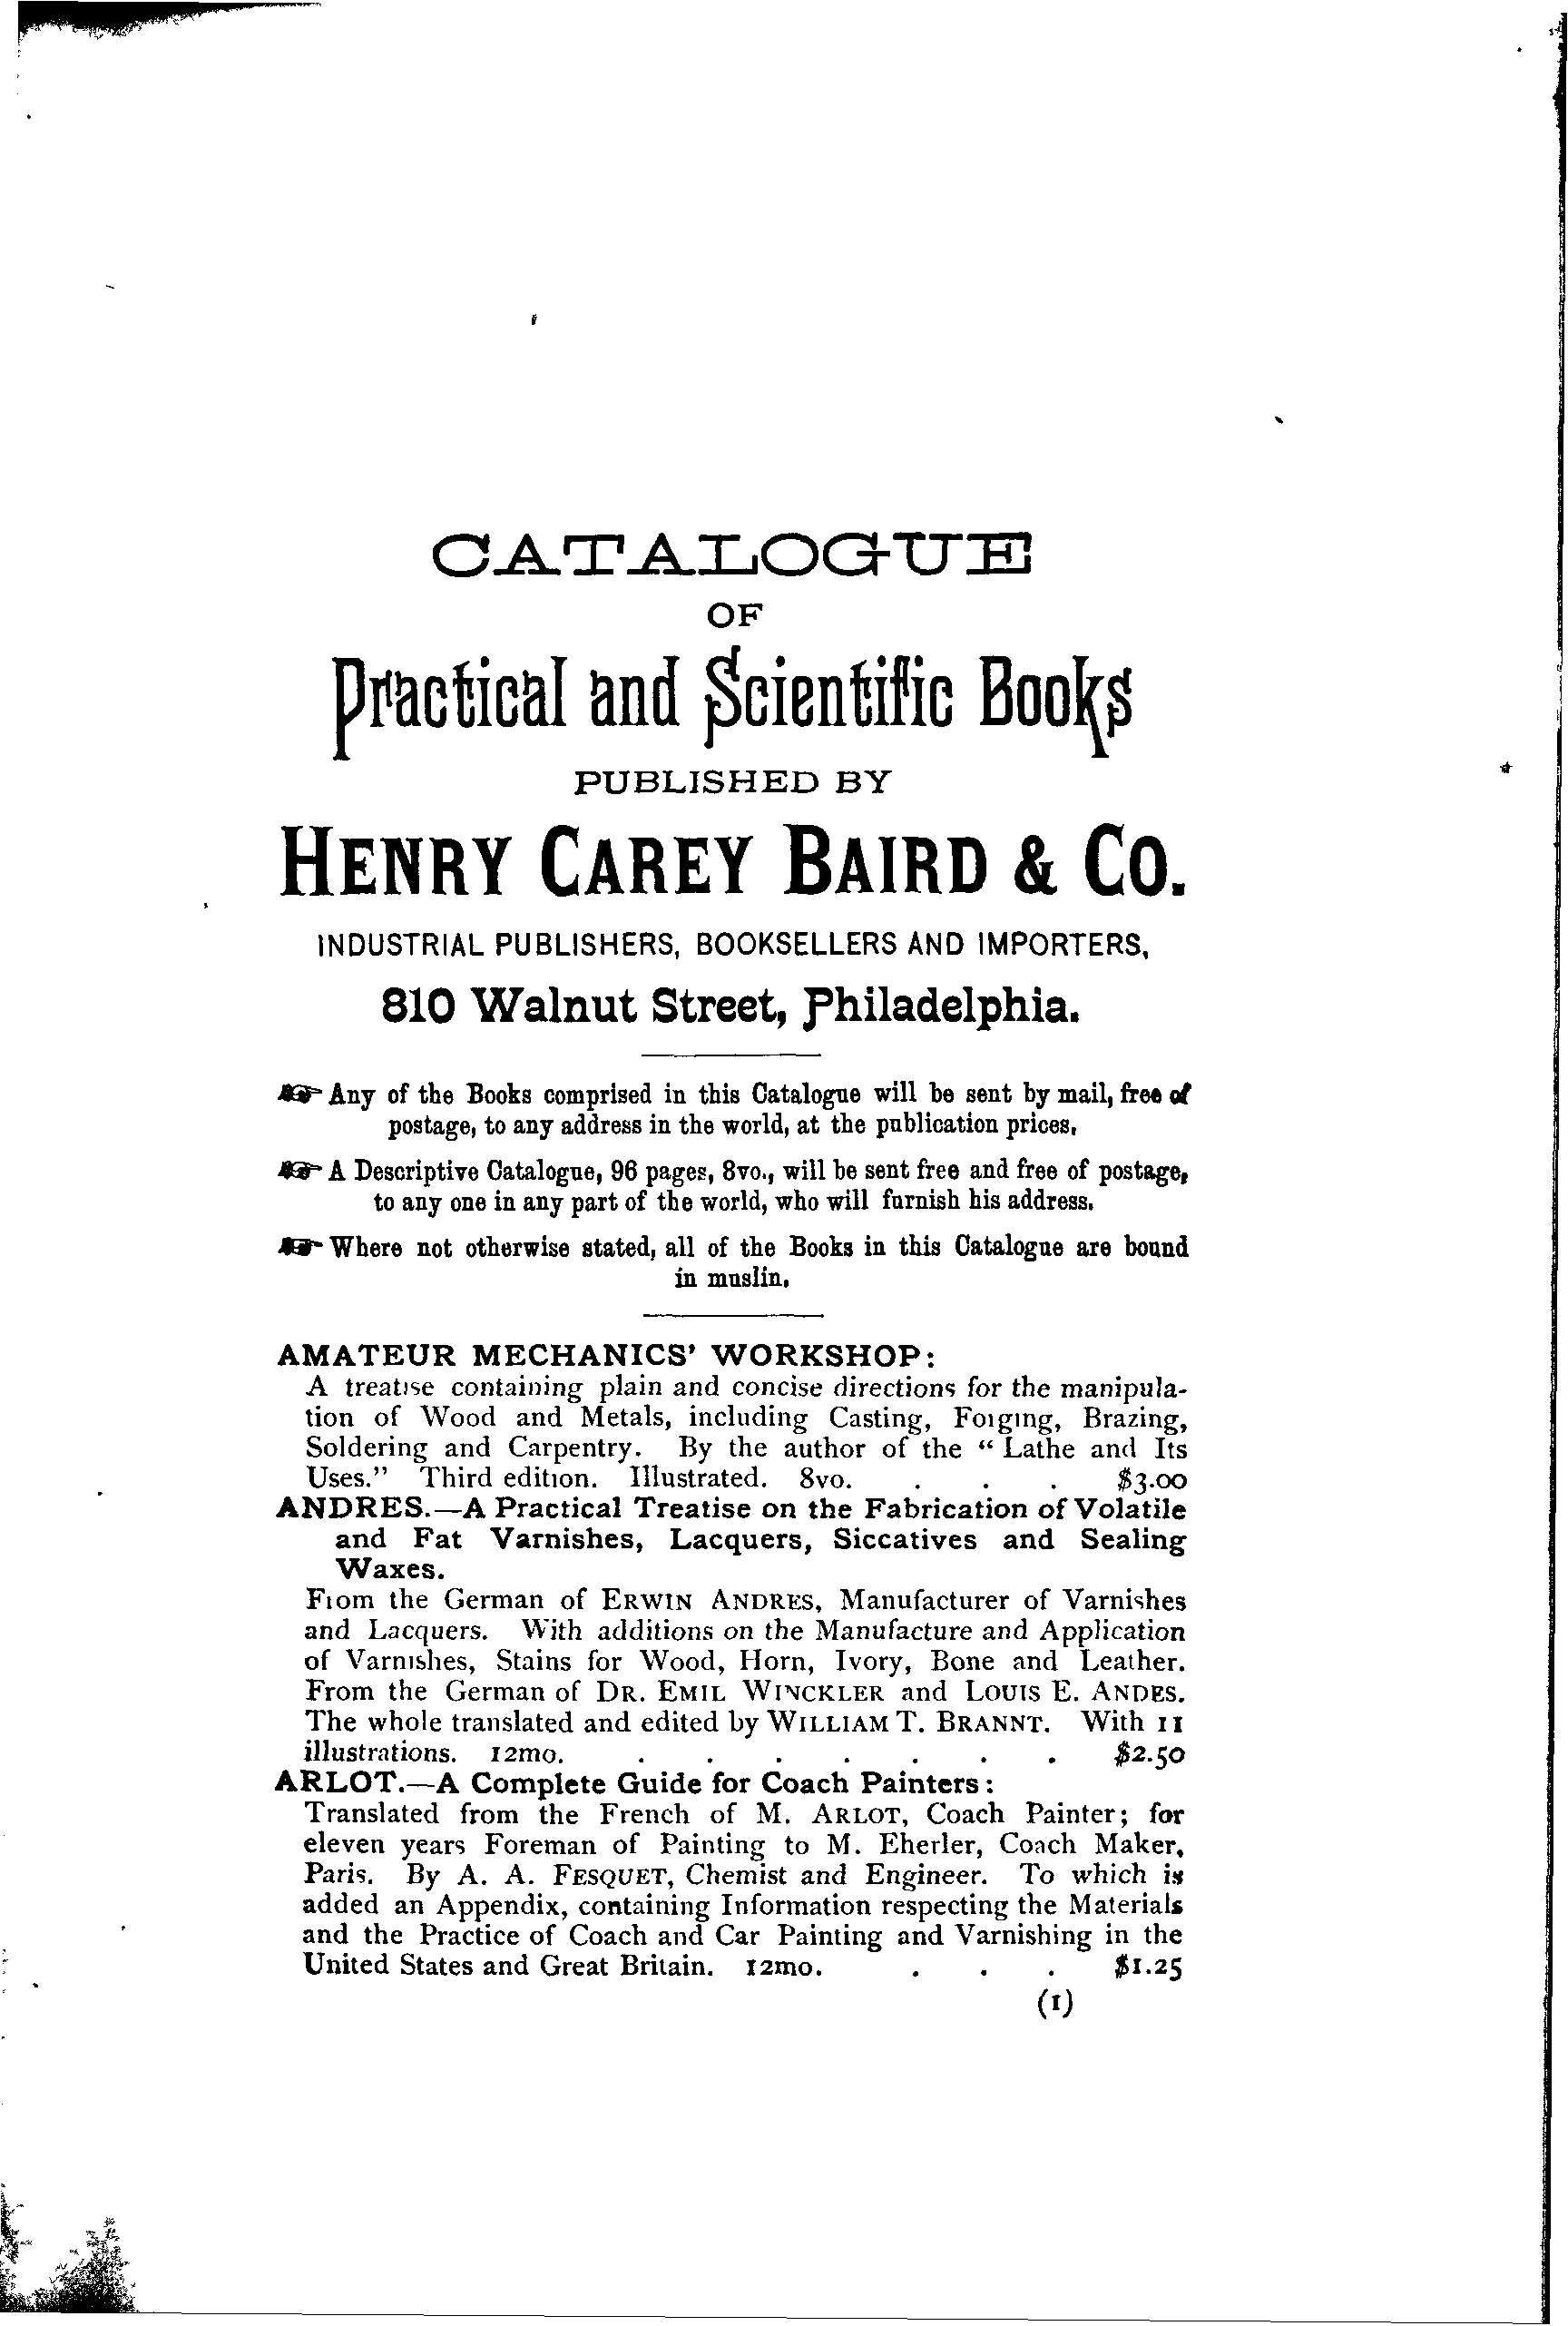 CATALOGUE
OF
Practical and Scientific Books
PUBLISHED BY
HENRY CAREY BAIRD & CO.
INDUSTRIAL PUBLISHERS, BOOKSELLERS AND IMPORTERS,
810 Walnut Street, Philadelphia.
☞ Any of the Books comprised in this Catalogue will be sent by mail, free of
postage, to any address in the world, at the publication prices.
☞ A Descriptive Catalogue, 96 pages, 8vo., will be sent free and free of postage,
to any one in any part of the world, who will furnish his address.
☞ Where not otherwise stated, all of the Books in this Catalogue are bound
in muslin.
AMATEUR MECHANICS' WORKSHOP:
A treatise containing plain and concise directions for the manipula-
tion of Wood and Metals, including Casting, Forging, Brazing,
Soldering and Carpentry. By the author of the "Lathe and Its
Uses." Third edition. Illustrated. 8vo. . . . $3.00
ANDRES.—A Practical Treatise on the Fabrication of Volatile
and Fat Varnishes, Lacquers, Siccatives and Sealing
Waxes.
From the German of ERWIN ANDRES, Manufacturer of Varnishes
and Lacquers. With additions on the Manufacture and Application
of Varnishes, Stains for Wood, Horn, Ivory, Bone and Leather.
From the German of DR. EMIL WINCKLER and LOUIS E. ANDES.
The whole translated and edited by WILLIAM T. BRANNT. With 11
illustrations. 12mo. . . . . . . . $2.50
ARLOT.—A Complete Guide for Coach Painters:
Translated from the French of M. ARLOT, Coach Painter; for
eleven years Foreman of Painting to M. Eherler, Coach Maker,
Paris. By A. A. FESQUET, Chemist and Engineer. To which is
added an Appendix, containing Information respecting the Materials
and the Practice of Coach and Car Painting and Varnishing in the
United States and Great Britain. 12mo. . . . $1.25
(1)